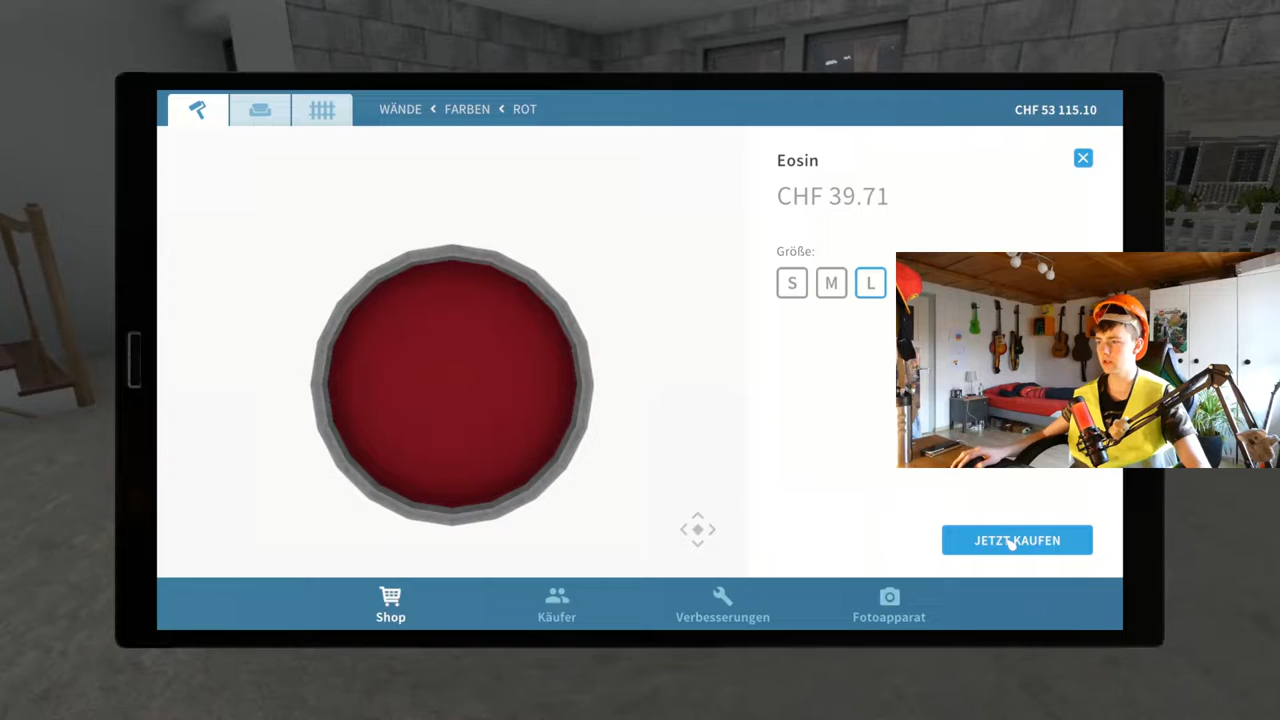 WÄNDE < FARBEN < ROT
CHF 53 115.10
Eosin
CHF 39.71
Größe:
S M L
JETZT KAUFEN
Shop
Käufer
Verbesserungen
Fotoapparat